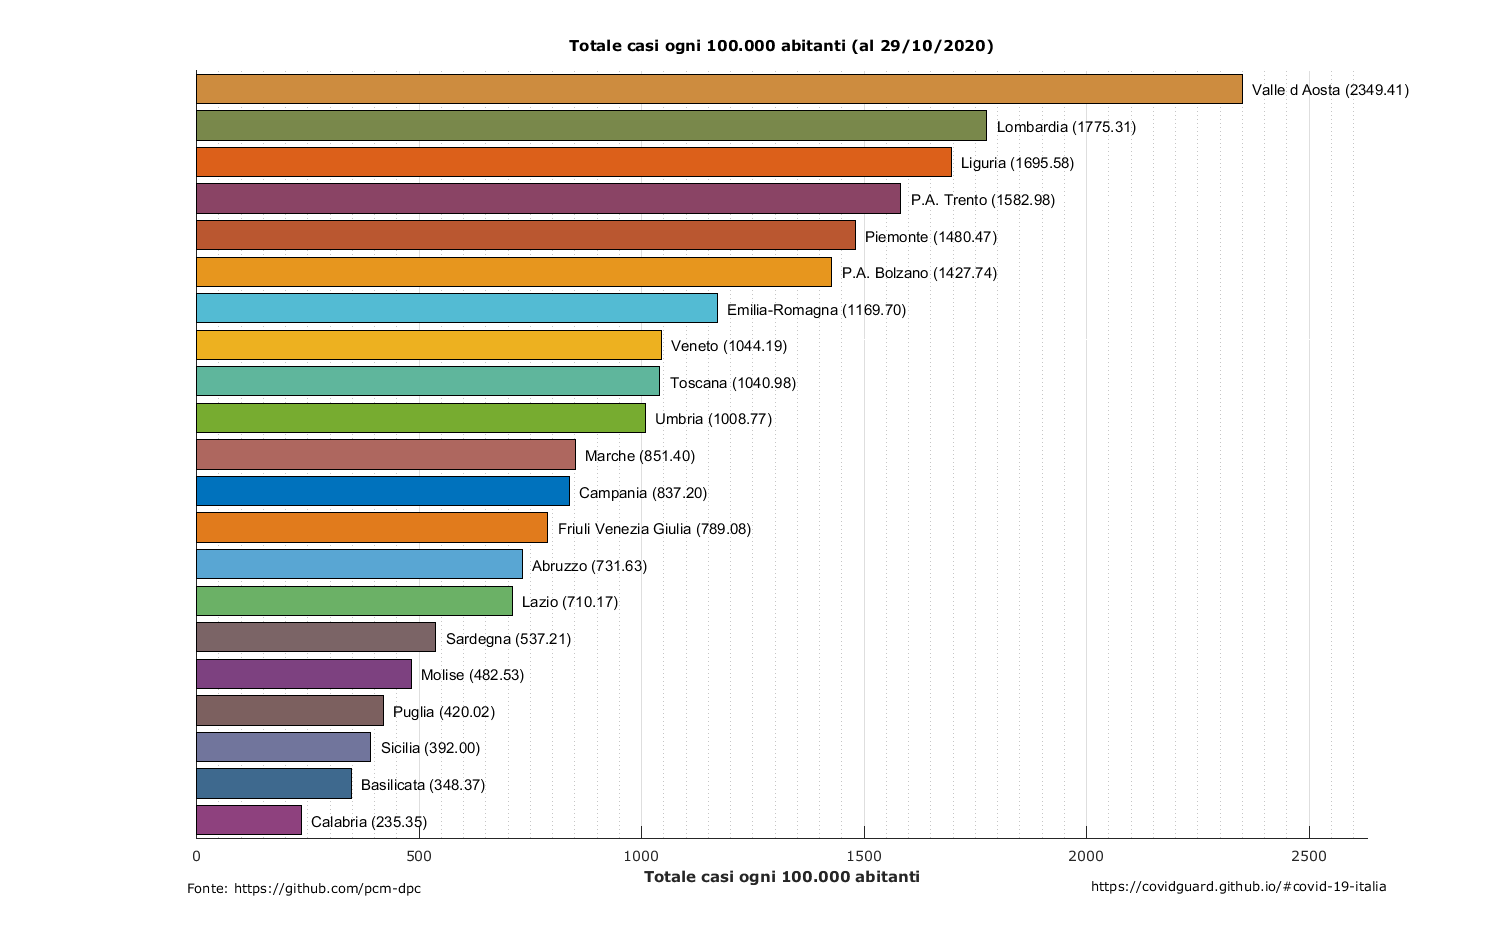 Totale casi ogni 100.000 abitanti (al 29/10/2020)
Valle d Aosta (2349.41)
Lombardia (1775.31)
Liguria (1695.58)
P.A. Trento (1582.98)
Piemonte (1480.47)
P.A. Bolzano (1427.74)
Emilia-Romagna (1169.70)
Veneto (1044.19)
Toscana (1040.98)
Umbria (1008.77)
Marche (851.40)
Campania (837.20)
Friuli Venezia Giulia (789.08)
Abruzzo (731.63)
Lazio (710.17)
Sardegna (537.21)
Molise (482.53)
Puglia (420.02)
Sicilia (392.00)
Basilicata (348.37)
Calabria (235.35)
0 500 1000 1500 2000 2500
Totale casi ogni 100.000 abitanti
Fonte: https://github.com/pcm-dpc
https://covidguard.github.io/#covid-19-italia